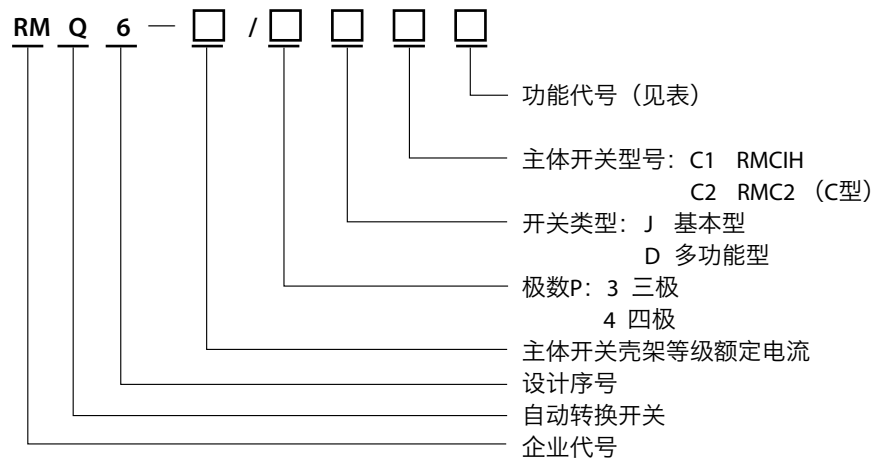 RM Q 6 — □ / □ □ □ □
功能代号（见表）
主体开关型号：C1 RMCIH
C2 RMC2（C型）
开关类型：J 基本型
D 多功能型
极数P：3 三极
4 四极
主体开关壳架等级额定电流
设计序号
自动转换开关
企业代号